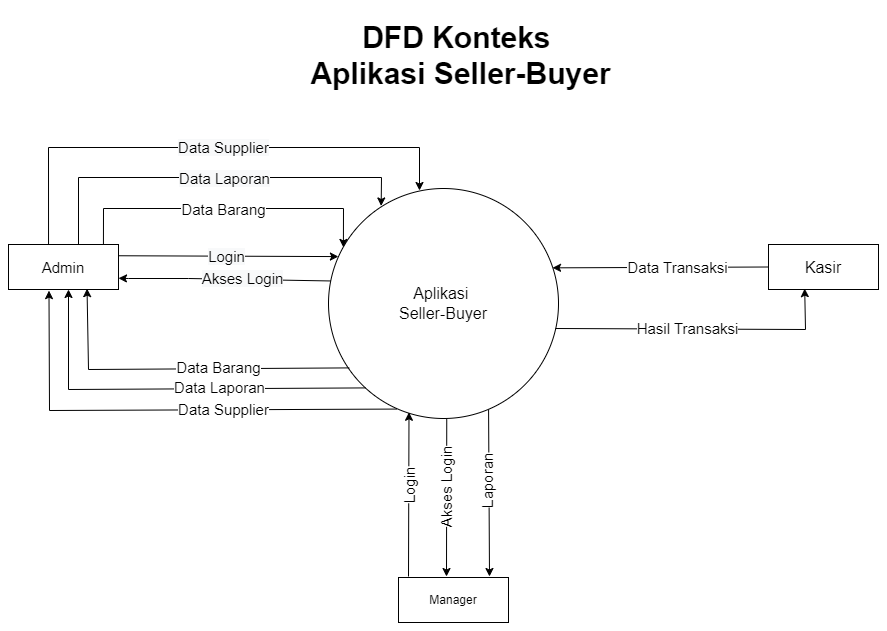 DFD Konteks
Aplikasi Seller-Buyer
Data Supplier
Data Laporan
Data Barang
Login
Akses Login
Admin
Aplikasi
Seller-Buyer
Data Transaksi
Kasir
Hasil Transaksi
Data Barang
Data Laporan
Data Supplier
Login
Akses Login
Laporan
Manager